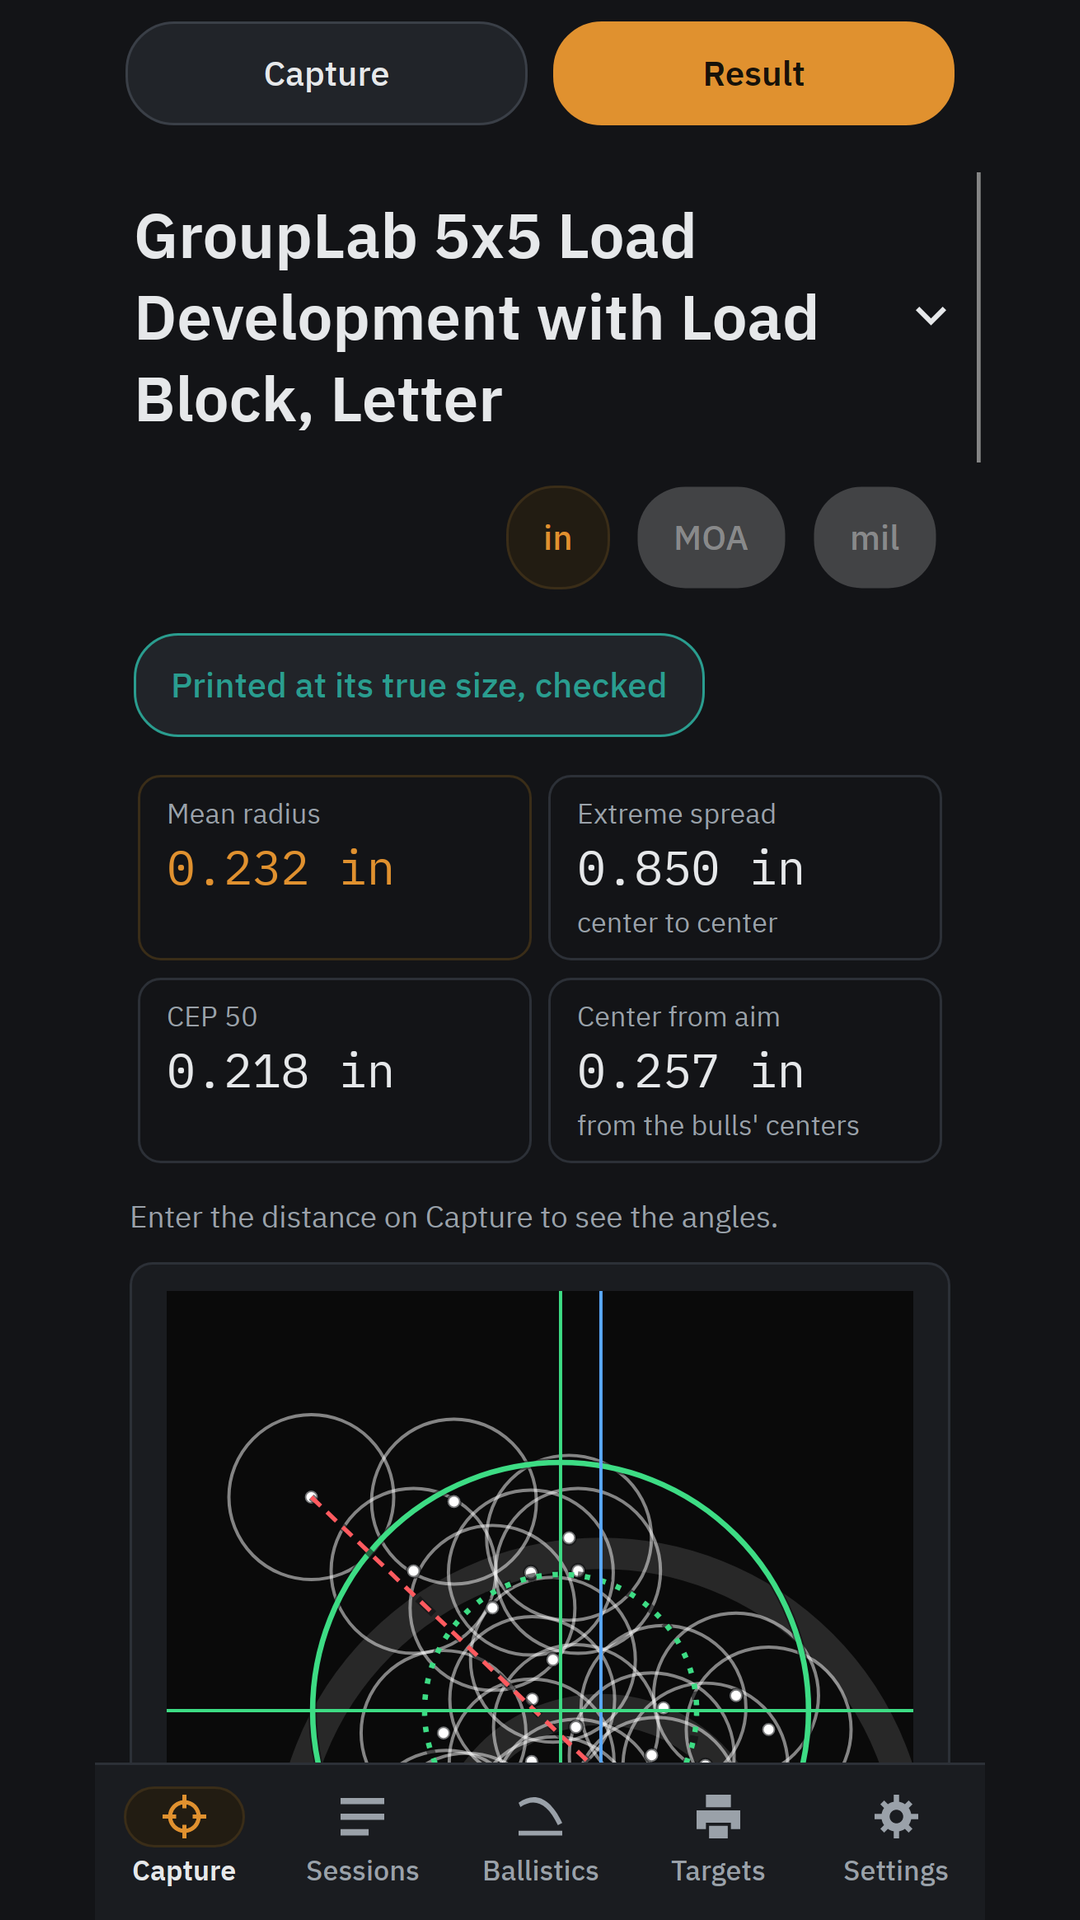 Capture
Result
GroupLab 5x5 Load
Development with Load
Block, Letter
in
MOA
mil
Printed at its true size, checked
Mean radius
0.232 in
Extreme spread
0.850 in
center to center
CEP 50
0.218 in
Center from aim
0.257 in
from the bulls' centers
Enter the distance on Capture to see the angles.
Capture
Sessions
Ballistics
Targets
Settings